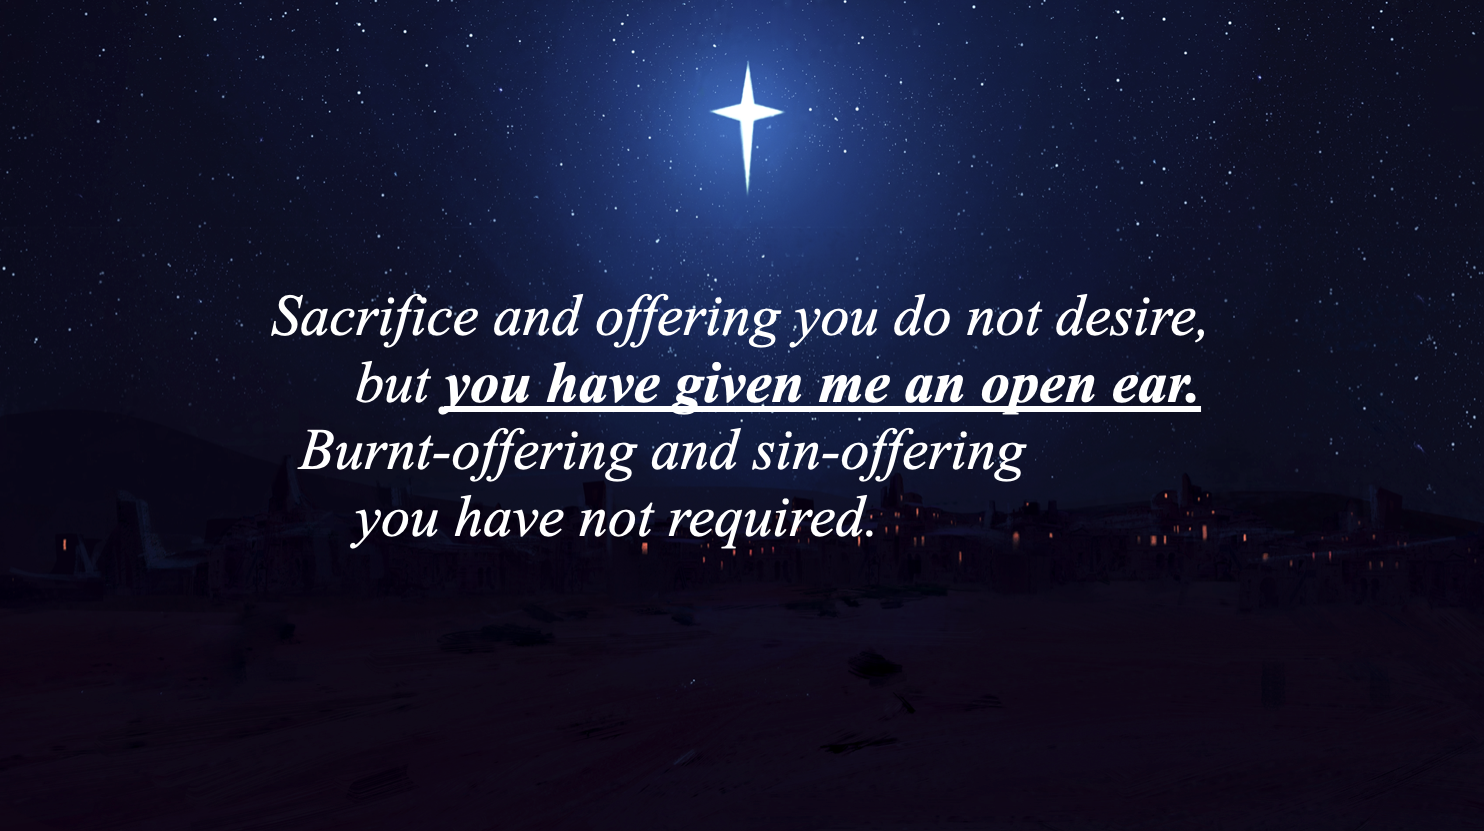 Sacrifice and offering you do not desire,
but you have given me an open ear.
Burnt-offering and sin-offering
you have not required.